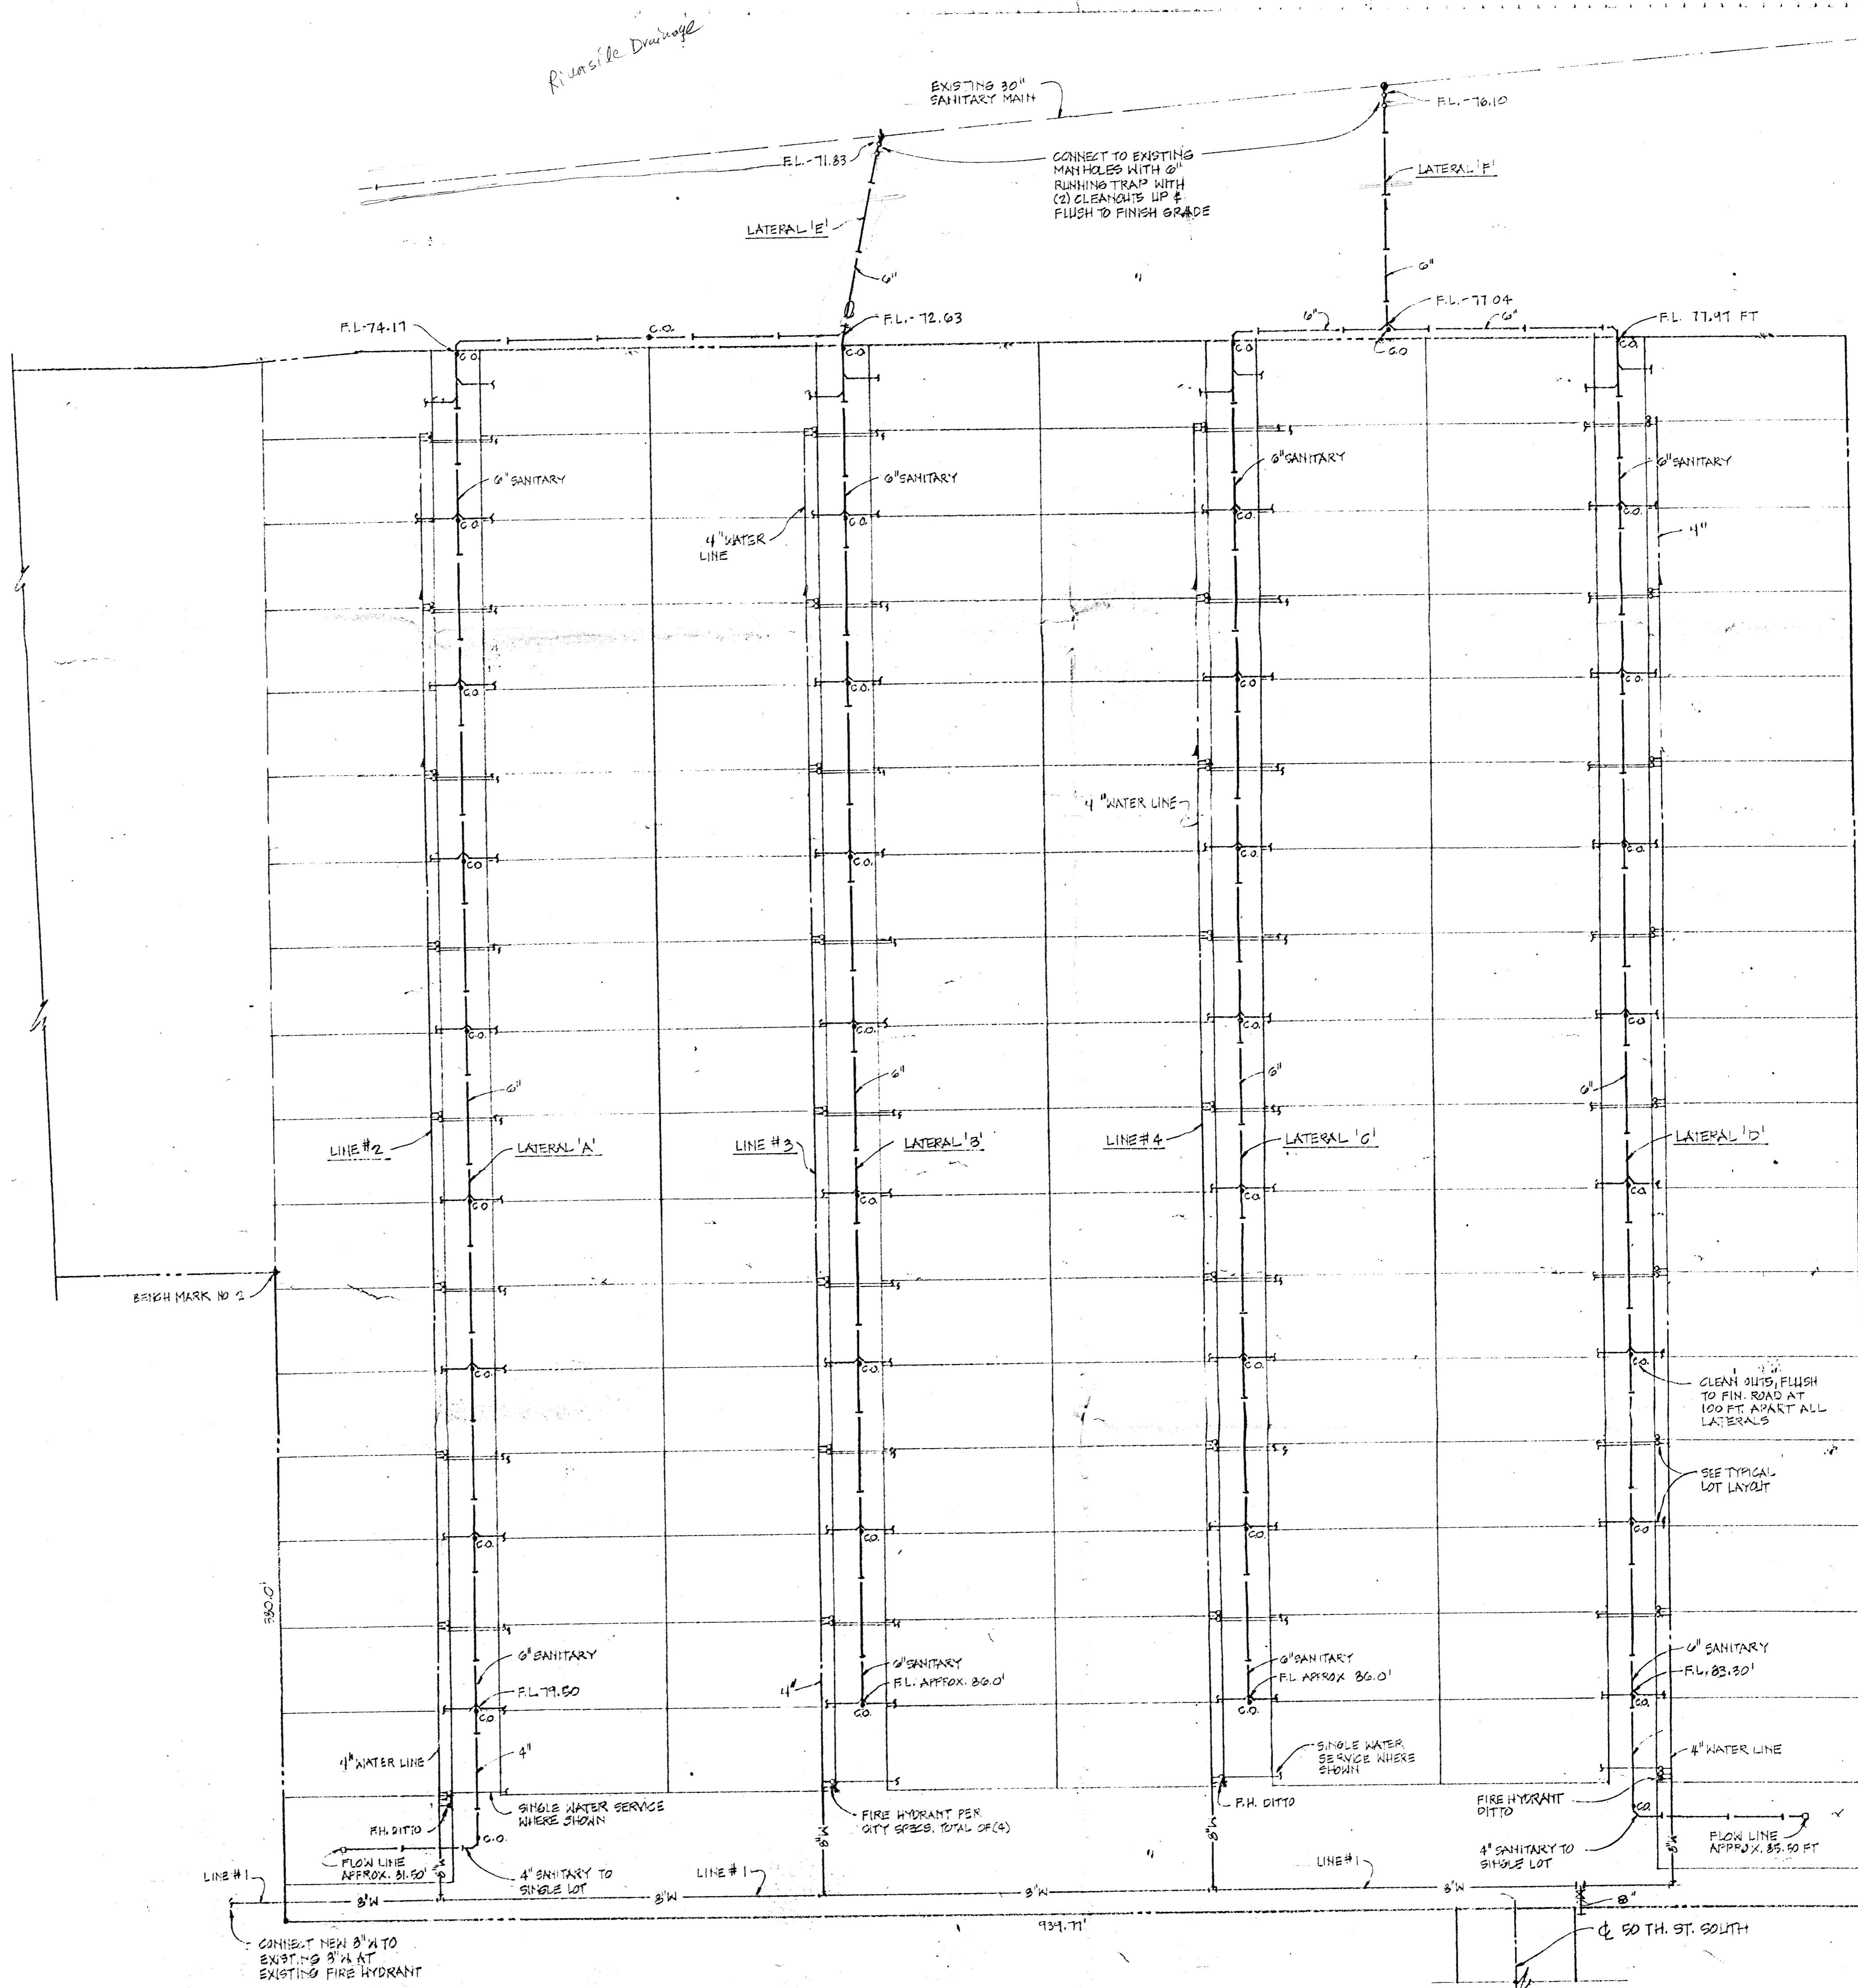 Riverside Drainage
EXISTING 30"
SANITARY MAIN
F.L.-76.10
F.L.-71.83
CONNECT TO EXISTING
MANHOLES WITH 6"
RUNNING TRAP WITH
(2) CLEANOUTS UP &
FLUSH TO FINISH GRADE
LATERAL 'F'
LATERAL 'E'
6"
6"
F.L.-74.17
C.O.
F.L.-72.63
6"
F.L.-77.04
6"
F.L. 77.97 FT
C.O.
C.O
C.O
C.O
C.O.
6" SANITARY
6" SANITARY
6" SANITARY
6" SANITARY
C.O.
C.O.
C.O.
C.O.
4" WATER
LINE
4"
C.O.
C.O.
C.O
C.O.
4" WATER LINE
C.O
C.O.
C.O.
C.O.
C.O.
C.O.
C.O.
C.O
6"
6"
6"
6"
LINE #2
LATERAL 'A'
LINE #3
LATERAL 'B'
LINE #4
LATERAL 'C'
LATERAL 'D'
C.O
C.O
C.O
C.O
BENCH MARK NO 2
C.O.
C.O.
C.O.
C.O.
CLEAN OUTS, FLUSH
TO FIN. ROAD AT
100 FT. APART ALL
LATERALS
SEE TYPICAL
LOT LAYOUT
C.O.
C.O.
C.O.
C.O
380.0'
6" SANITARY
F.L. 79.50
6" SANITARY
F.L. APPROX. 86.0'
6" SANITARY
F.L. APPROX 86.0'
6" SANITARY
F.L. 83.30'
4"
C.O.
C.O.
C.O.
C.O.
4" WATER LINE
4"
SINGLE WATER
SERVICE WHERE
SHOWN
4" WATER LINE
SINGLE WATER SERVICE
WHERE SHOWN
F.H. DITTO
FIRE HYDRANT PER
CITY SPECS. TOTAL OF (4)
F.H. DITTO
FIRE HYDRANT
DITTO
C.O.
C.O.
FLOW LINE
APPROX. 81.50'
4" SANITARY TO
SINGLE LOT
4" SANITARY TO
SINGLE LOT
FLOW LINE
APPROX. 85.50 FT
8"W
8"W
8"W
8"W
LINE #1
LINE #1
LINE #1
8"W
8"W
8"W
8"W
8"
939.77'
CONNECT NEW 8"W TO
EXISTING 8"W AT
EXISTING FIRE HYDRANT
℄ 50 TH. ST. SOUTH